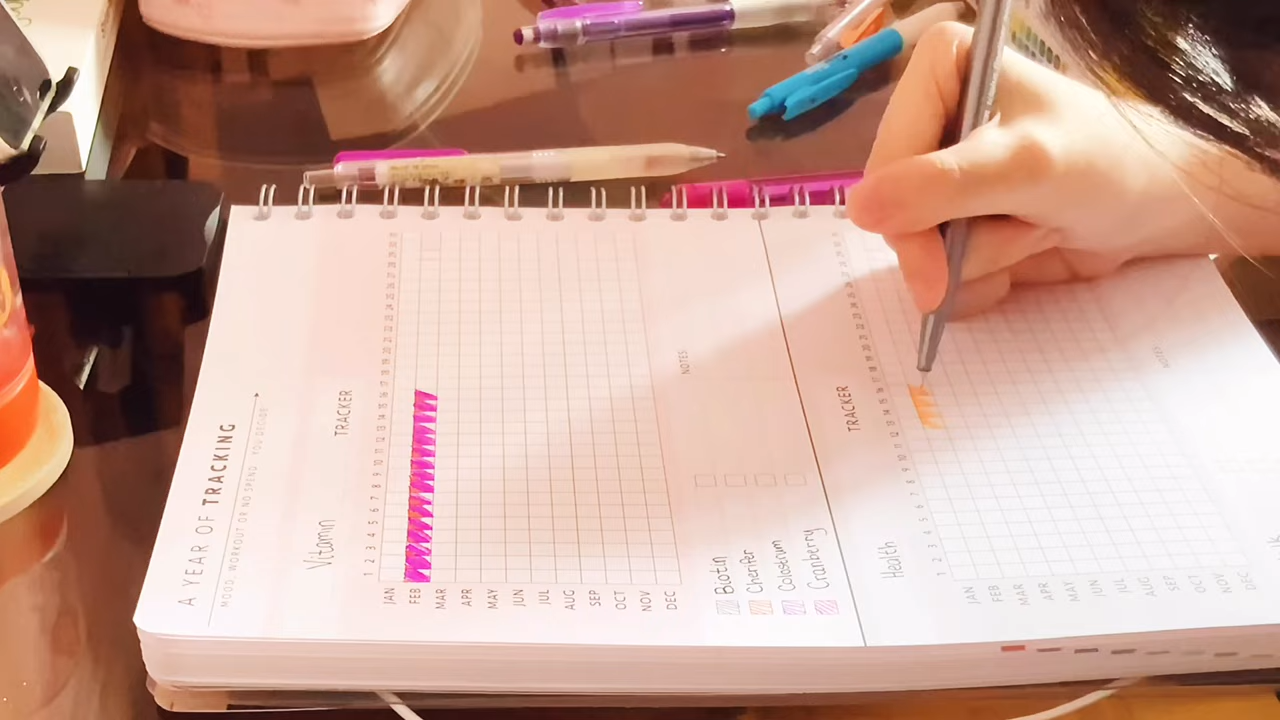 A YEAR OF TRACKING
MOOD, WORKOUT OR NO SPEND - YOU DECIDE
Vitamin TRACKER
1 2 3 4 5 6 7 8 9 10 11 12 13 14 15 16 17 18 19 20 21 22 23 24 25 26 27 28 29 30 31
JAN
FEB
MAR
APR
MAY
JUN
JUL
AUG
SEP
OCT
NOV
DEC
NOTES
Biotin
Cherifer
Colostrum
Cranberry
Health TRACKER
JAN
FEB
MAR
APR
MAY
JUN
JUL
AUG
SEP
OCT
NOV
DEC
NOTES